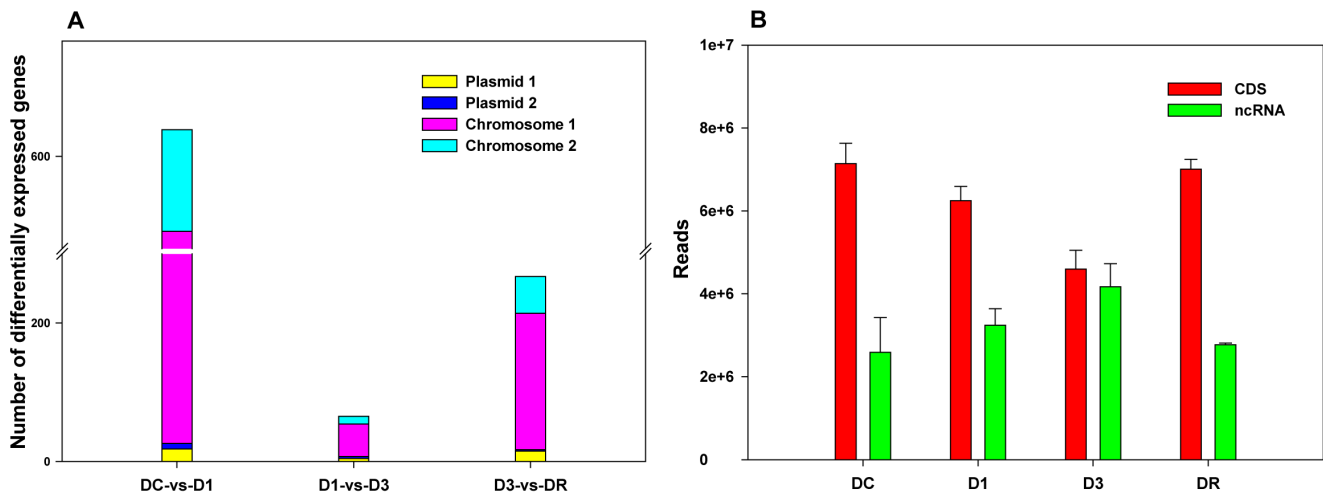 A
Number of differentially expressed genes
600
200
0
Plasmid 1
Plasmid 2
Chromosome 1
Chromosome 2
DC-vs-D1
D1-vs-D3
D3-vs-DR
B
Reads
1e+7
8e+6
6e+6
4e+6
2e+6
0
CDS
ncRNA
DC
D1
D3
DR